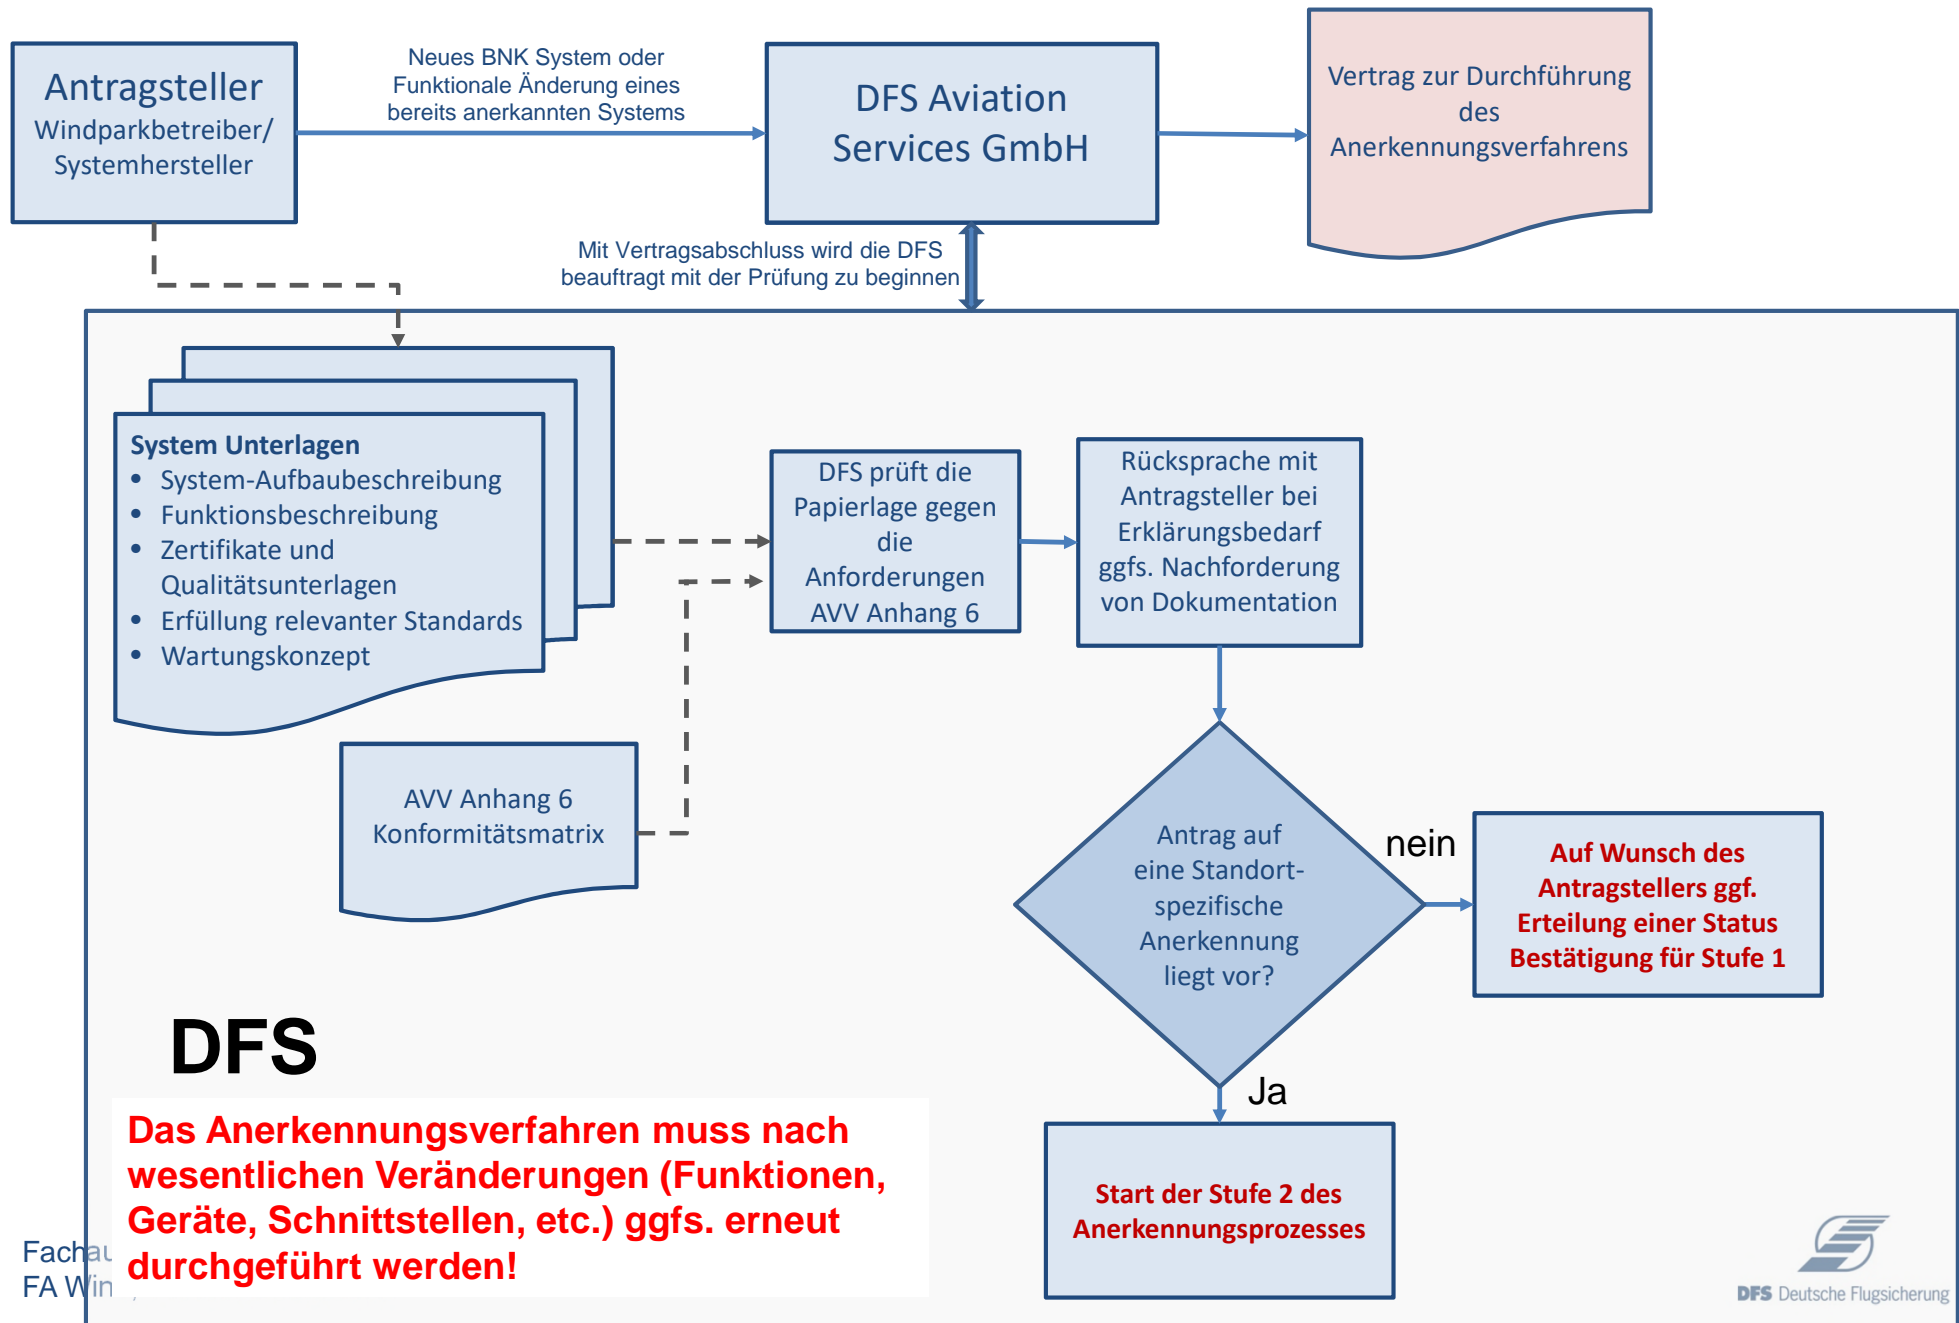 Antragsteller
Windparkbetreiber/
Systemhersteller
Neues BNK System oder
Funktionale Änderung eines
bereits anerkannten Systems
DFS Aviation
Services GmbH
Vertrag zur Durchführung
des
Anerkennungsverfahrens
Mit Vertragsabschluss wird die DFS
beauftragt mit der Prüfung zu beginnen
System Unterlagen
• System-Aufbaubeschreibung
• Funktionsbeschreibung
• Zertifikate und
Qualitätsunterlagen
• Erfüllung relevanter Standards
• Wartungskonzept
AVV Anhang 6
Konformitätsmatrix
DFS prüft die
Papierlage gegen
die
Anforderungen
AVV Anhang 6
Rücksprache mit
Antragsteller bei
Erklärungsbedarf
ggfs. Nachforderung
von Dokumentation
Antrag auf
eine Standort-
spezifische
Anerkennung
liegt vor?
nein
Auf Wunsch des
Antragstellers ggf.
Erteilung einer Status
Bestätigung für Stufe 1
Ja
Start der Stufe 2 des
Anerkennungsprozesses
DFS
Das Anerkennungsverfahren muss nach
wesentlichen Veränderungen (Funktionen,
Geräte, Schnittstellen, etc.) ggfs. erneut
durchgeführt werden!
FA
DFS Deutsche Flugsicherung